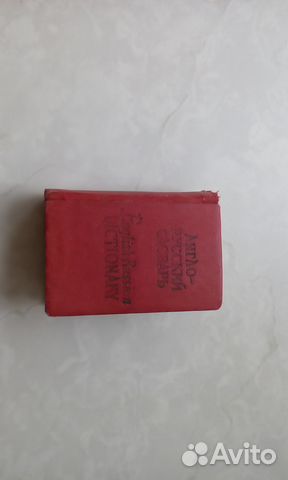 АНГЛО-
РУССКИЙ
СЛОВАРЬ
English-Russian
DICTIONARY
Avito